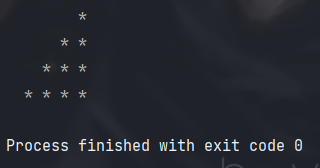 *
      * *
    * * *
  * * * *
Process finished with exit code 0